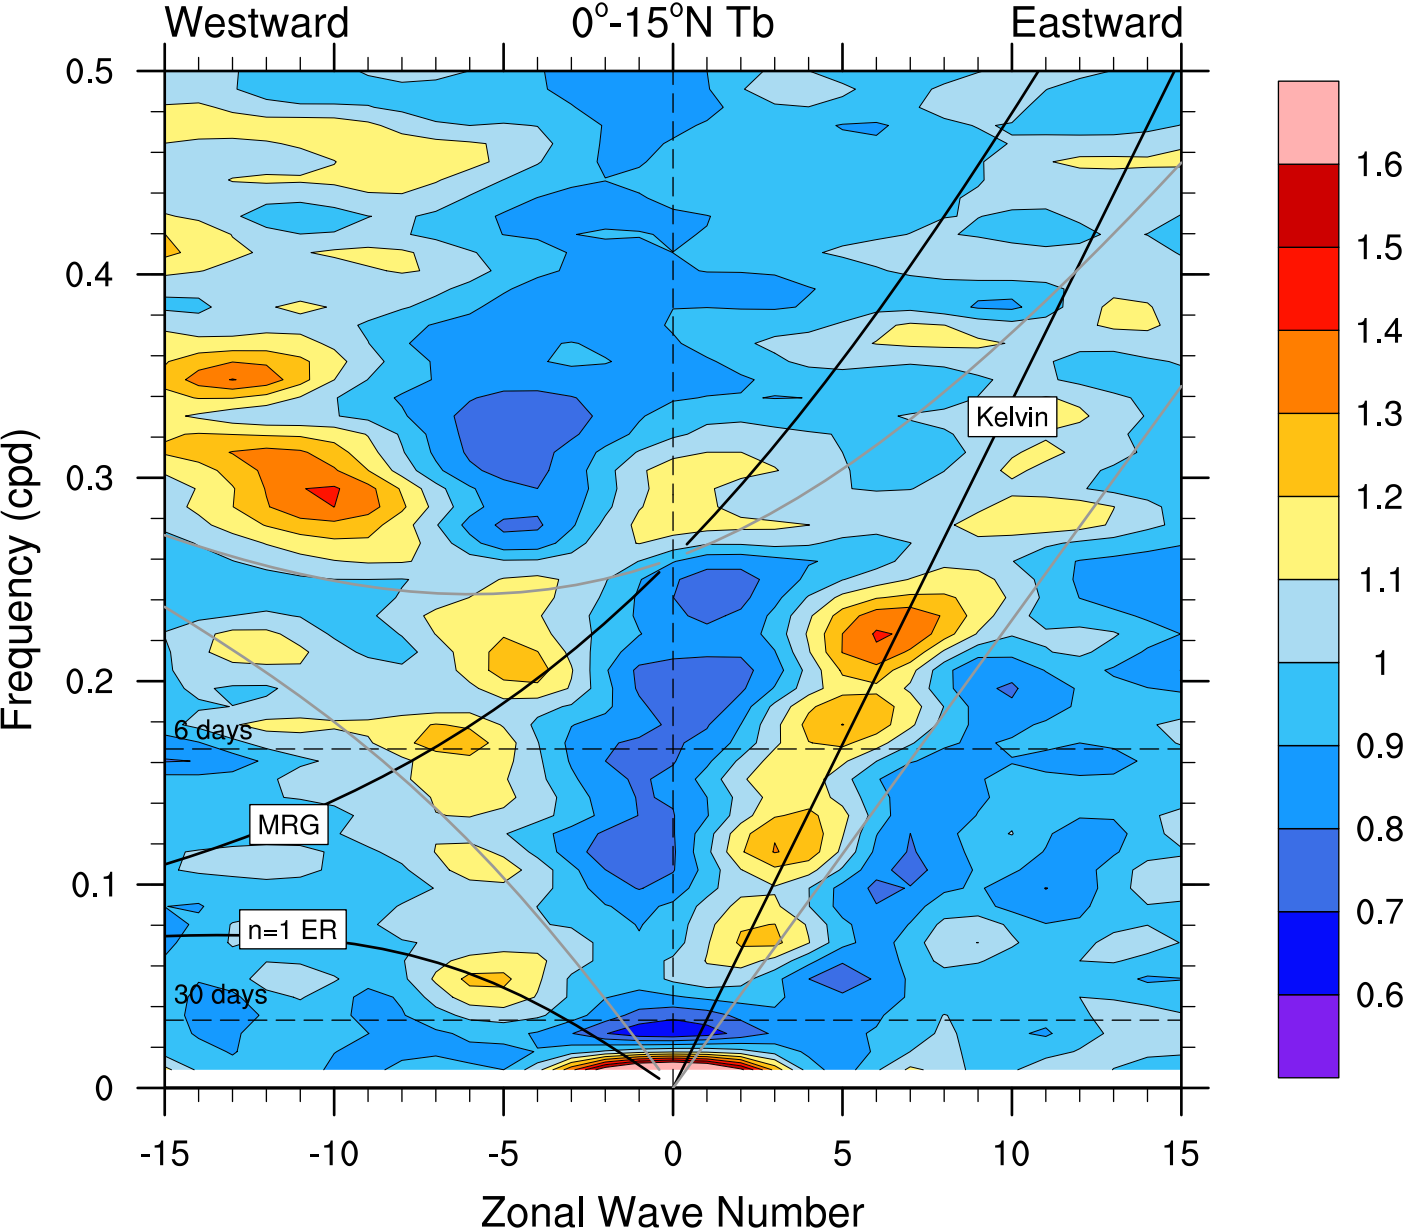 Westward 0°-15°N Tb Eastward
0.5
0.4
0.3
0.2
0.1
0
Frequency (cpd)
Kelvin
6 days
MRG
n=1 ER
30 days
-15 -10 -5 0 5 10 15
Zonal Wave Number
1.6
1.5
1.4
1.3
1.2
1.1
1
0.9
0.8
0.7
0.6